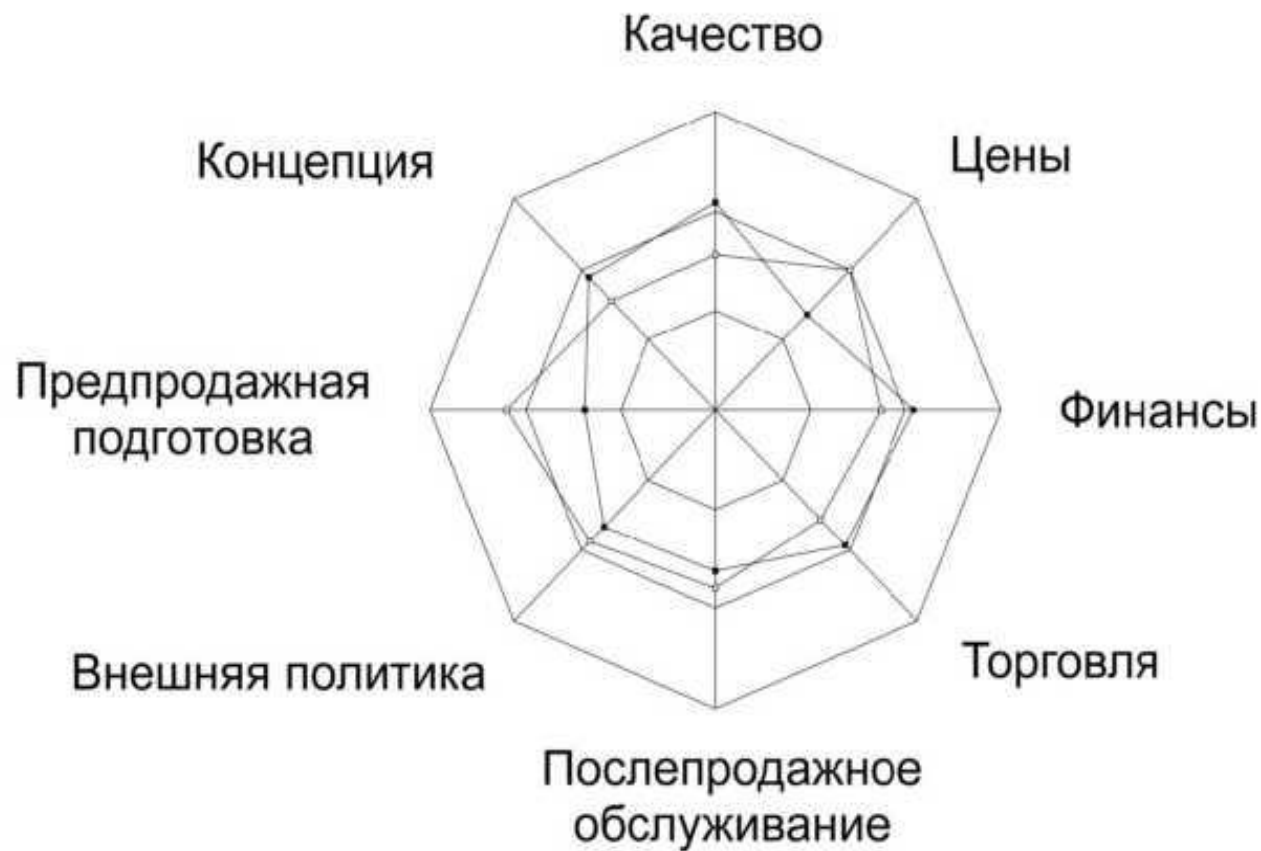 Качество
Концепция
Цены
Предпродажная
подготовка
Финансы
Внешняя политика
Торговля
Послепродажное
обслуживание